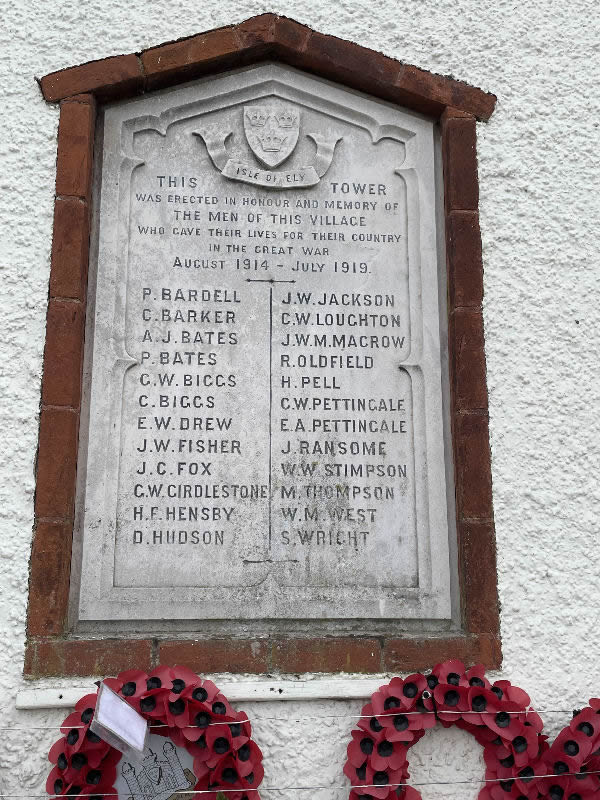 ISLE OF ELY
THIS TOWER
WAS ERECTED IN HONOUR AND MEMORY OF
THE MEN OF THIS VILLAGE
WHO GAVE THEIR LIVES FOR THEIR COUNTRY
IN THE GREAT WAR
AUGUST 1914 - JULY 1919.
P. BARDELL
C. BARKER
A.J. BATES
P. BATES
G.W. BIGGS
C. BIGGS
E.W. DREW
J.W. FISHER
J.C. FOX
G.W. GIRDLESTONE
H.F. HENSBY
D. HUDSON
J.W. JACKSON
C.W. LOUGHTON
J.W.M. MACROW
R. OLDFIELD
H. PELL
C.W. PETTINGALE
E.A. PETTINGALE
J. RANSOME
W.W. STIMPSON
M. THOMPSON
W.M. WEST
S. WRIGHT